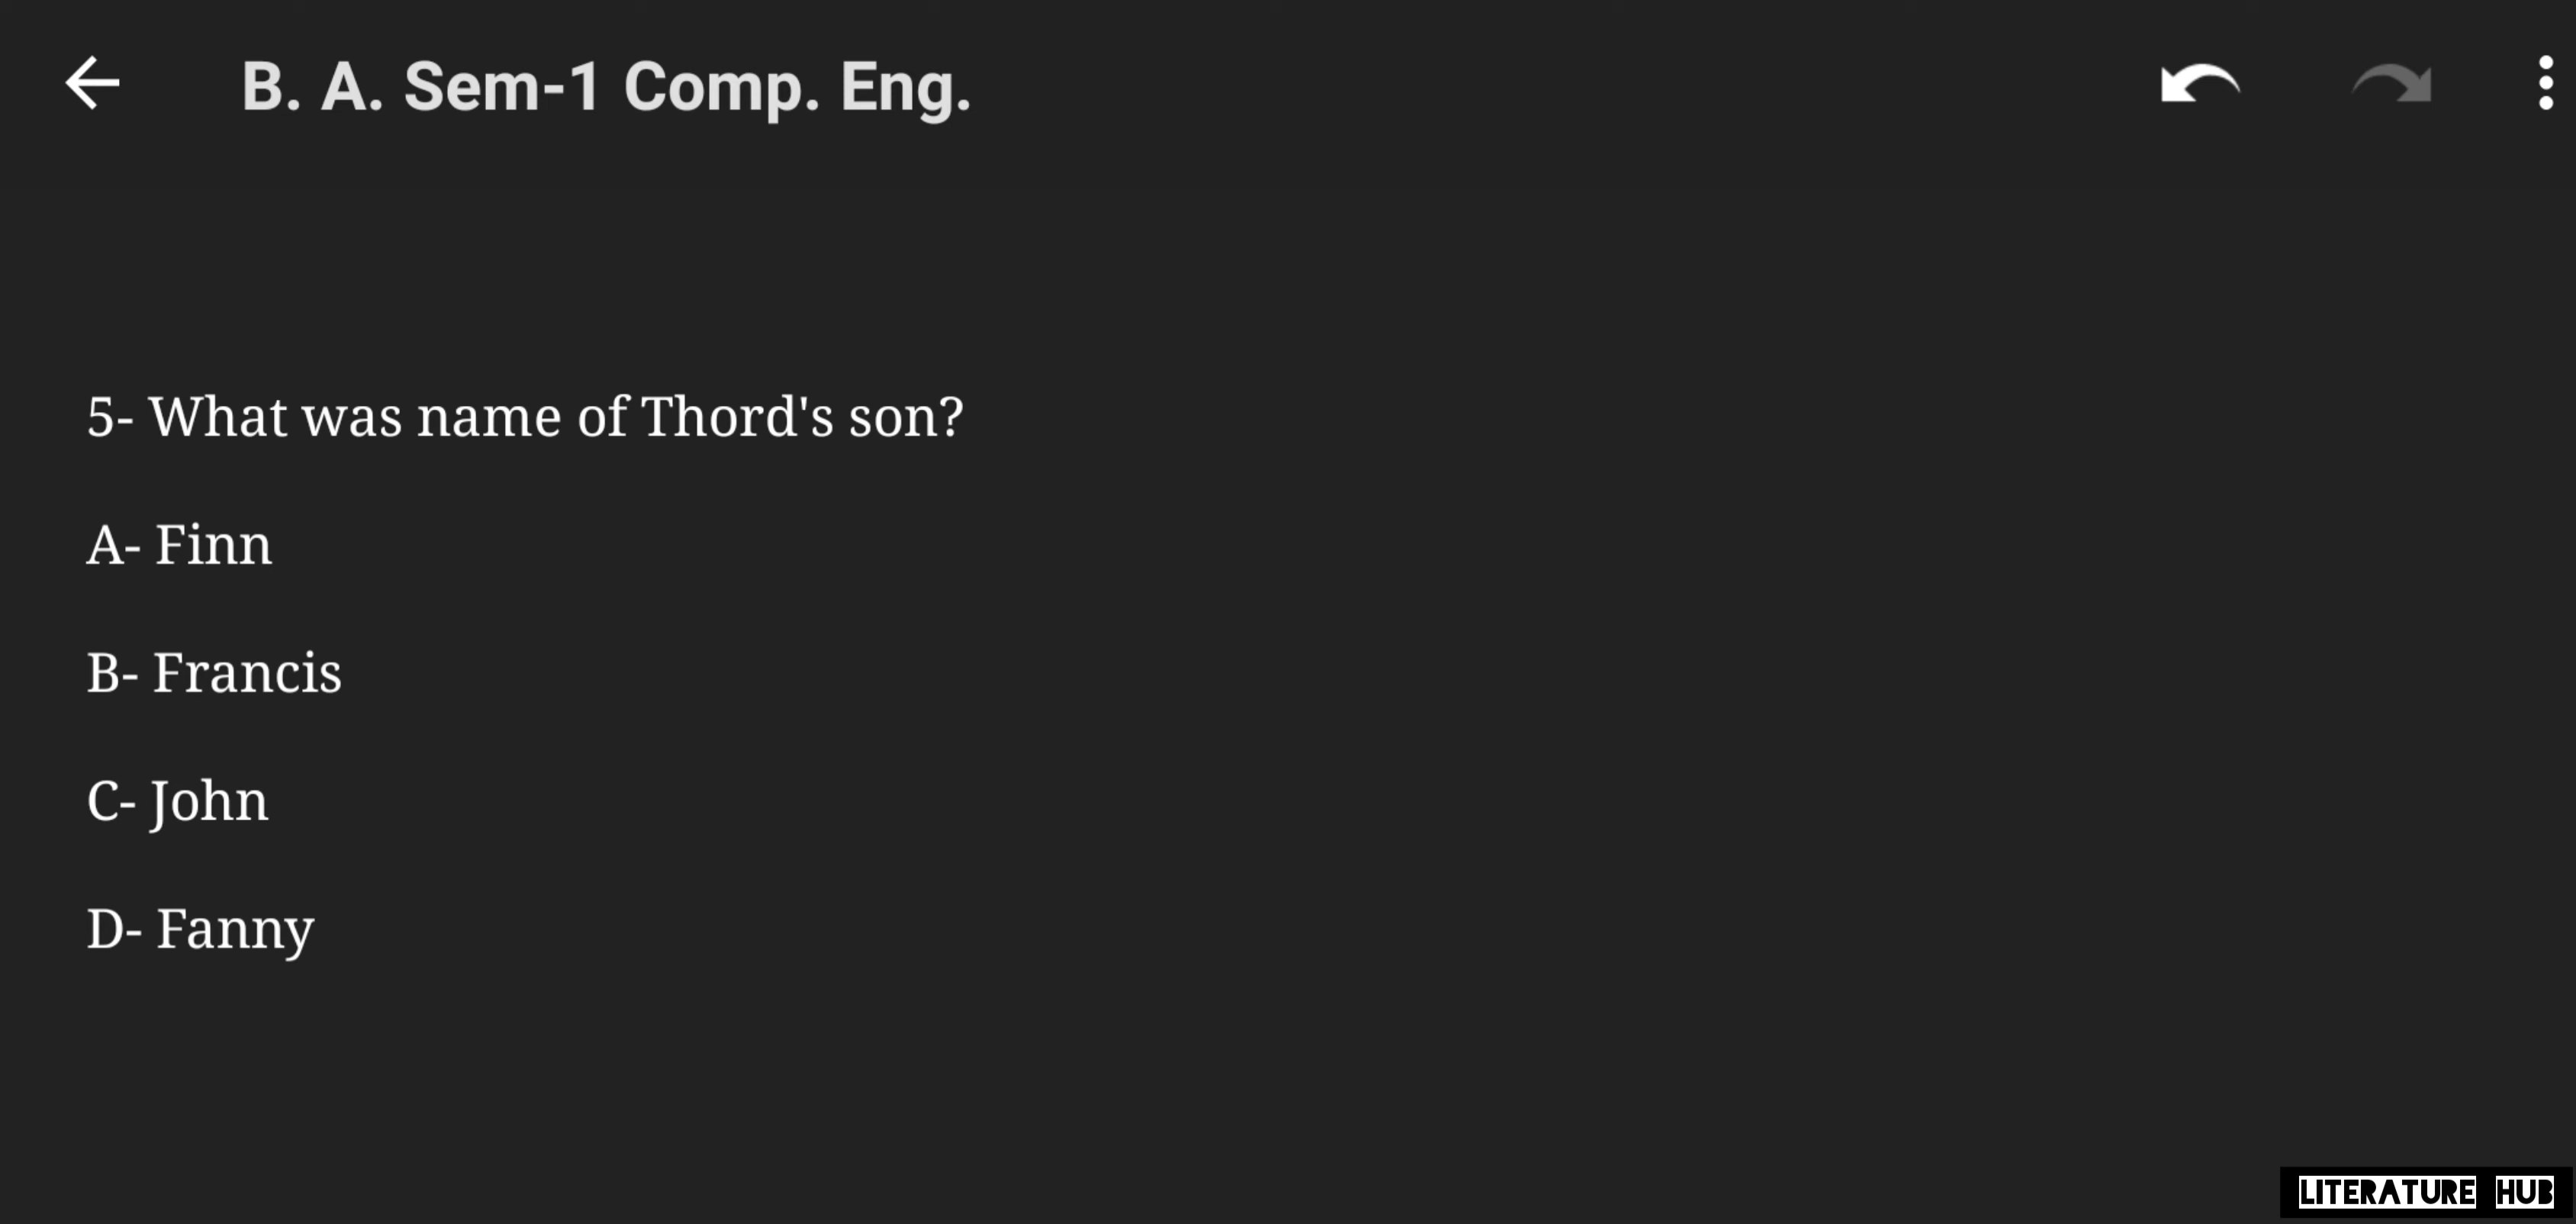 B. A. Sem-1 Comp. Eng.
5- What was name of Thord's son?
A- Finn
B- Francis
C- John
D- Fanny
LITERATURE HUB